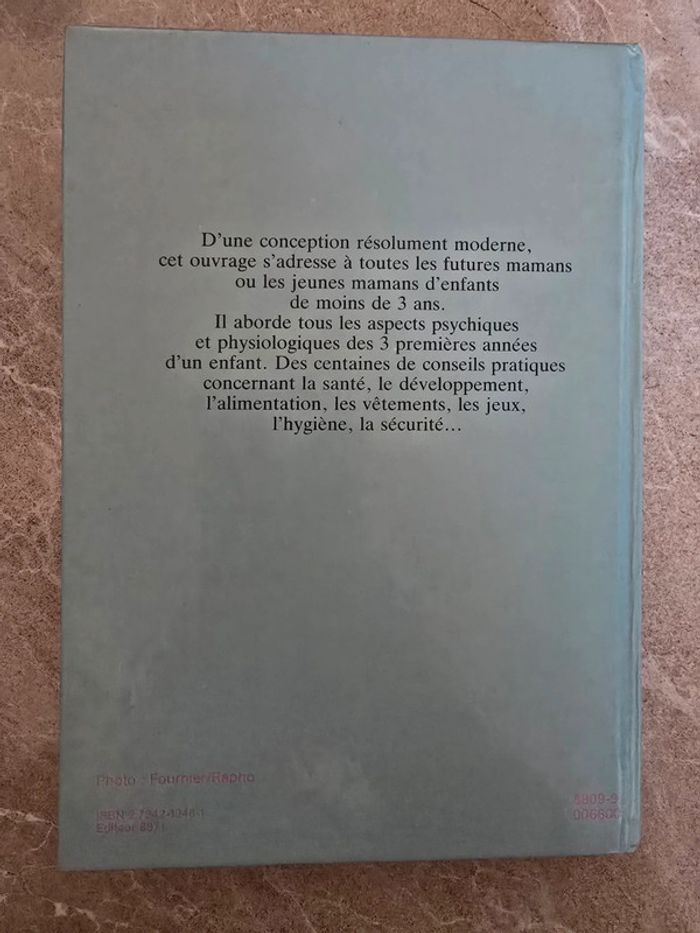 D'une conception résolument moderne,
cet ouvrage s'adresse à toutes les futures mamans
ou les jeunes mamans d'enfants
de moins de 3 ans.
Il aborde tous les aspects psychiques
et physiologiques des 3 premières années
d'un enfant. Des centaines de conseils pratiques
concernant la santé, le développement,
l'alimentation, les vêtements, les jeux,
l'hygiène, la sécurité...
Photo : Fournier/Rapho
ISBN
Editeur